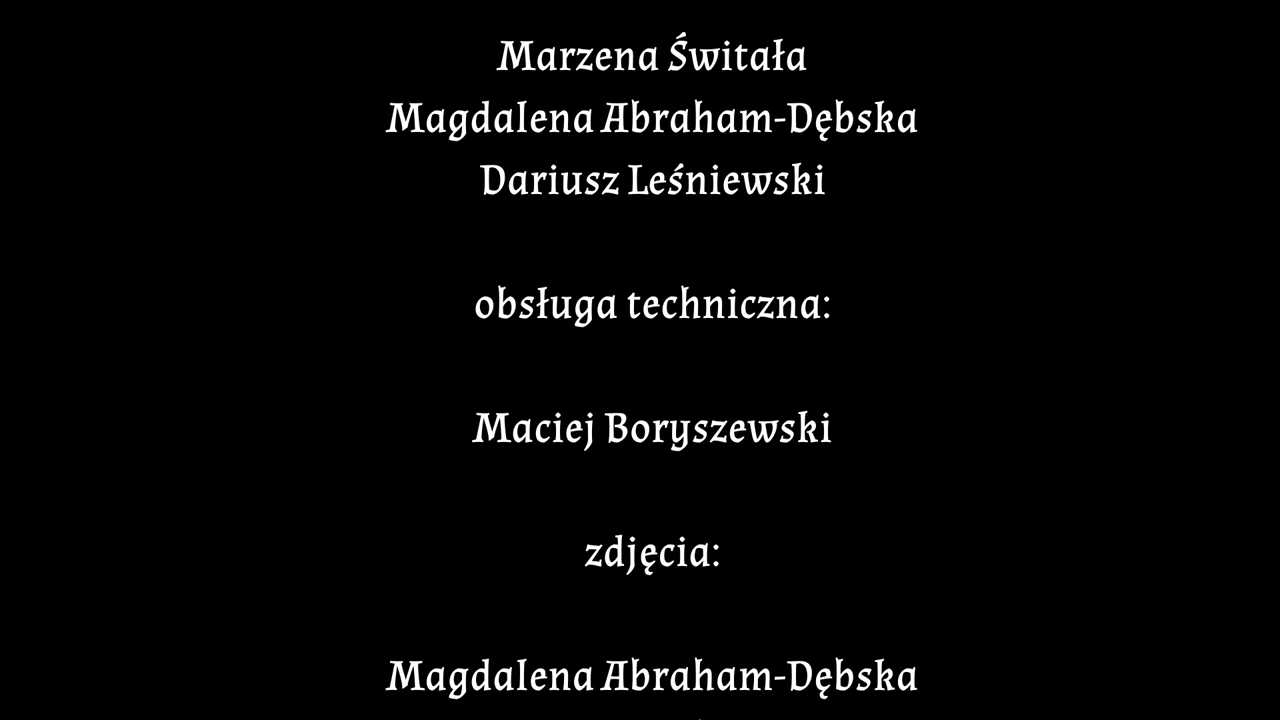 Marzena Świtała
Magdalena Abraham-Dębska
Dariusz Leśniewski
obsługa techniczna:
Maciej Boryszewski
zdjęcia:
Magdalena Abraham-Dębska